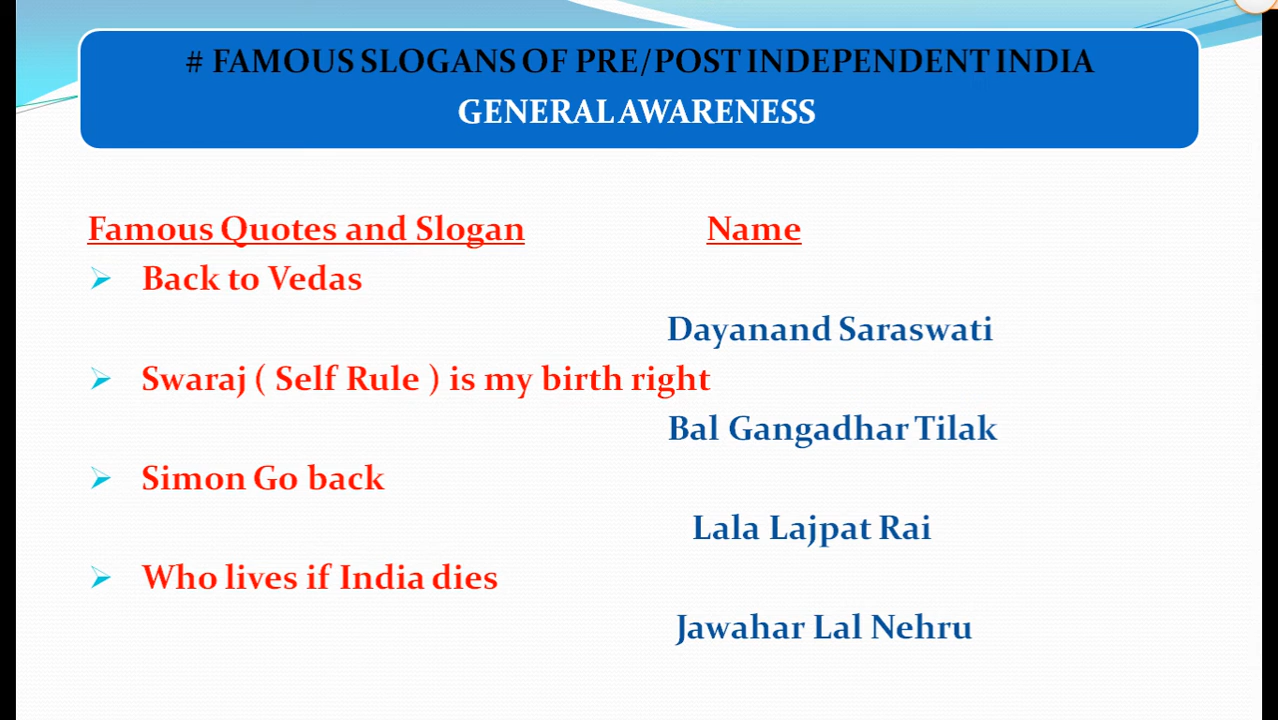 # FAMOUS SLOGANS OF PRE/POST INDEPENDENT INDIA
GENERAL AWARENESS
Famous Quotes and Slogan Name
Back to Vedas
Dayanand Saraswati
Swaraj ( Self Rule ) is my birth right
Bal Gangadhar Tilak
Simon Go back
Lala Lajpat Rai
Who lives if India dies
Jawahar Lal Nehru